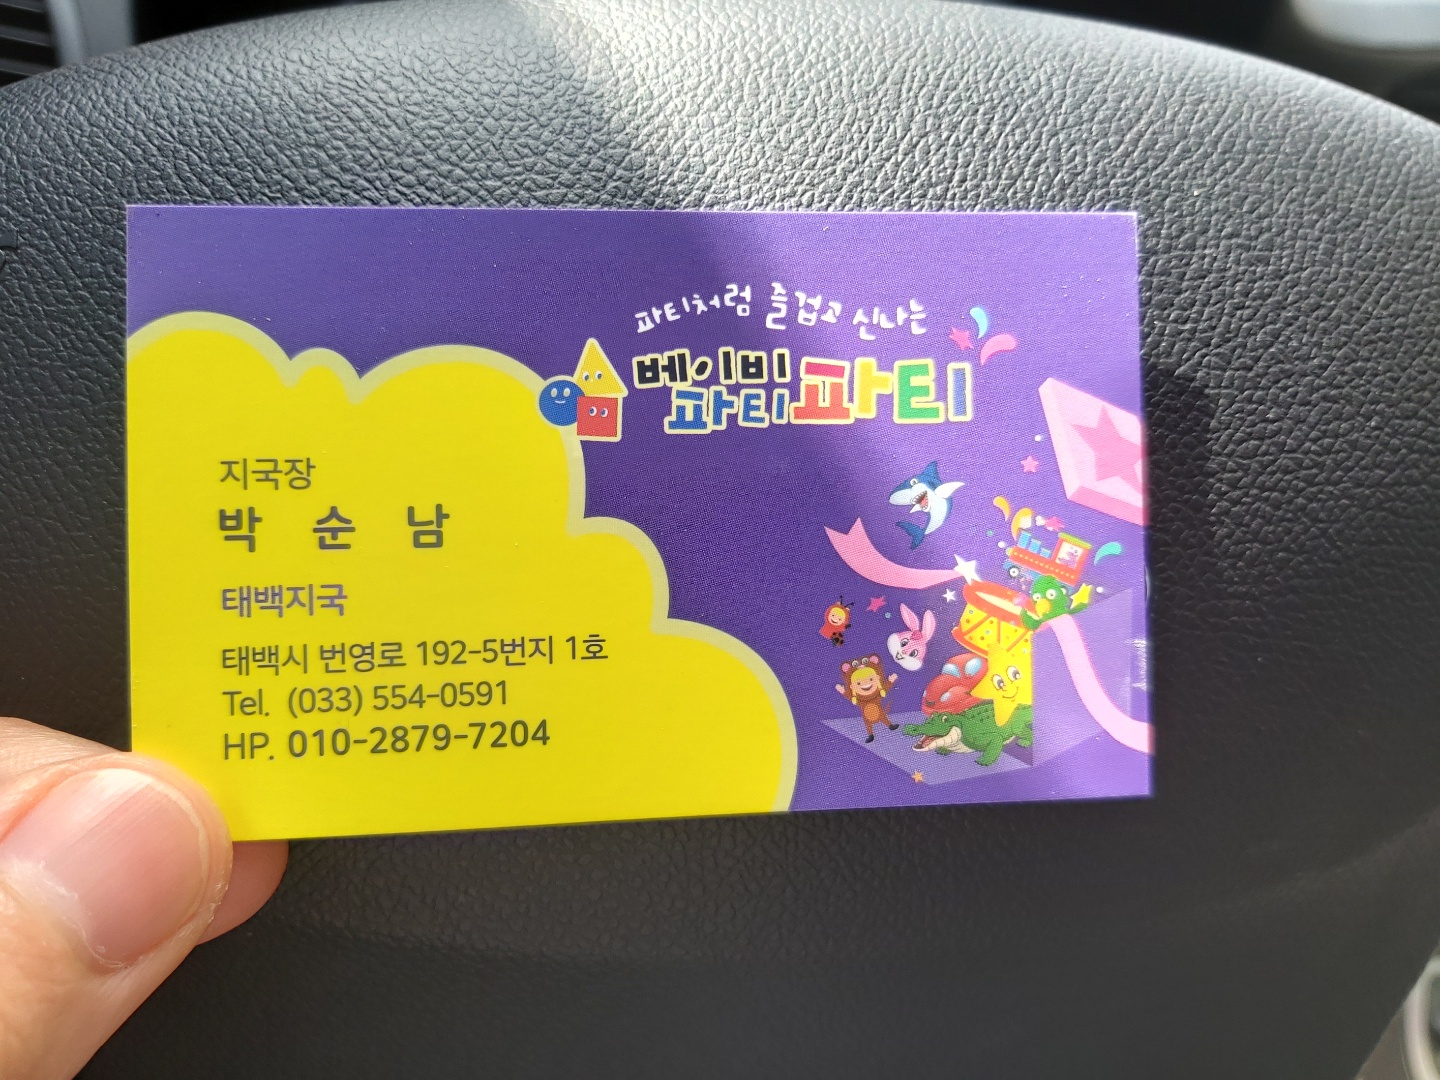 파티처럼 즐겁고 신나는
베이비
파티파티
지국장
박 순 남
태백지국
태백시 번영로 192-5번지 1호
Tel. (033) 554-0591
HP. 010-2879-7204